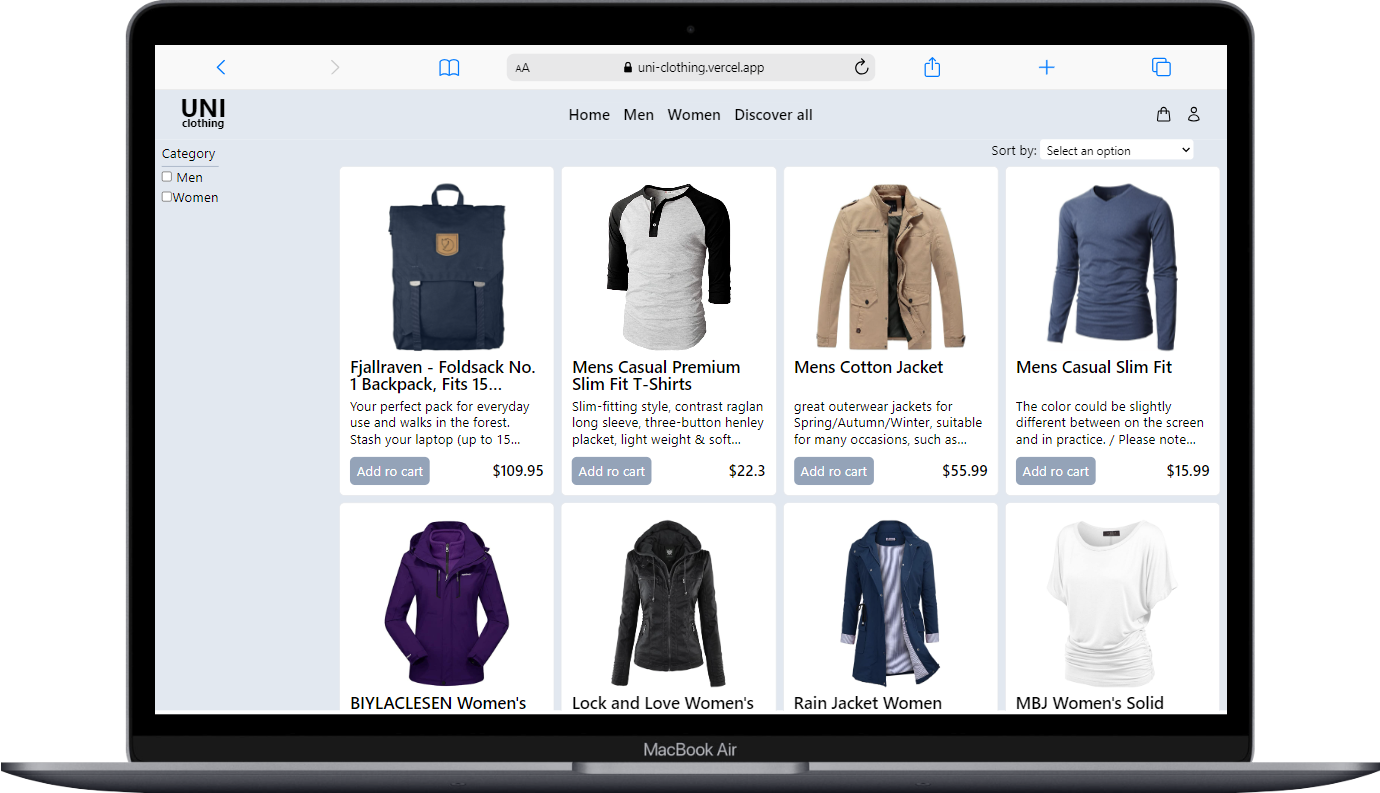 AA uni-clothing.vercel.app
UNI
clothing
Home Men Women Discover all
Sort by: Select an option
Category
Men
Women
Fjallraven - Foldsack No.
1 Backpack, Fits 15...
Your perfect pack for everyday
use and walks in the forest.
Stash your laptop (up to 15...
Add ro cart $109.95
Mens Casual Premium
Slim Fit T-Shirts
Slim-fitting style, contrast raglan
long sleeve, three-button henley
placket, light weight & soft...
Add ro cart $22.3
Mens Cotton Jacket
great outerwear jackets for
Spring/Autumn/Winter, suitable
for many occasions, such as...
Add ro cart $55.99
Mens Casual Slim Fit
The color could be slightly
different between on the screen
and in practice. / Please note...
Add ro cart $15.99
BIYLACLESEN Women's
Lock and Love Women's
Rain Jacket Women
MBJ Women's Solid
MacBook Air